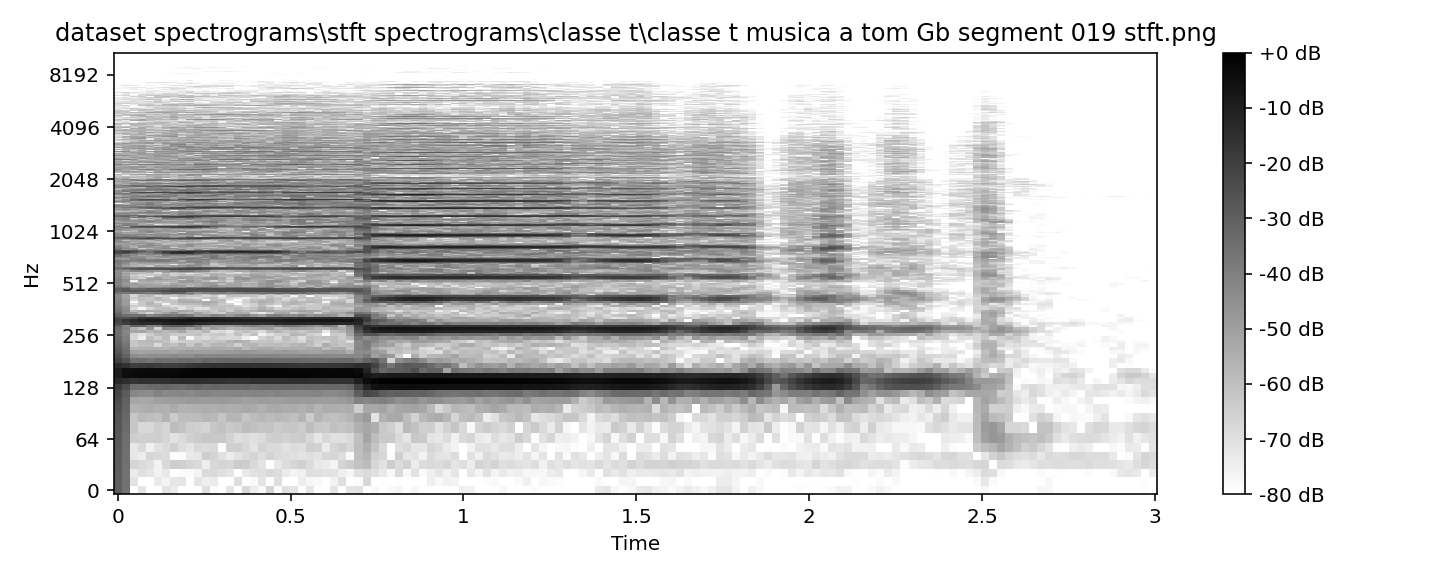 dataset spectrograms\stft spectrograms\classe t\classe t musica a tom Gb segment 019 stft.png
8192
4096
2048
1024
512
256
128
64
0
Hz
0
0.5
1
1.5
2
2.5
3
Time
+0 dB
-10 dB
-20 dB
-30 dB
-40 dB
-50 dB
-60 dB
-70 dB
-80 dB